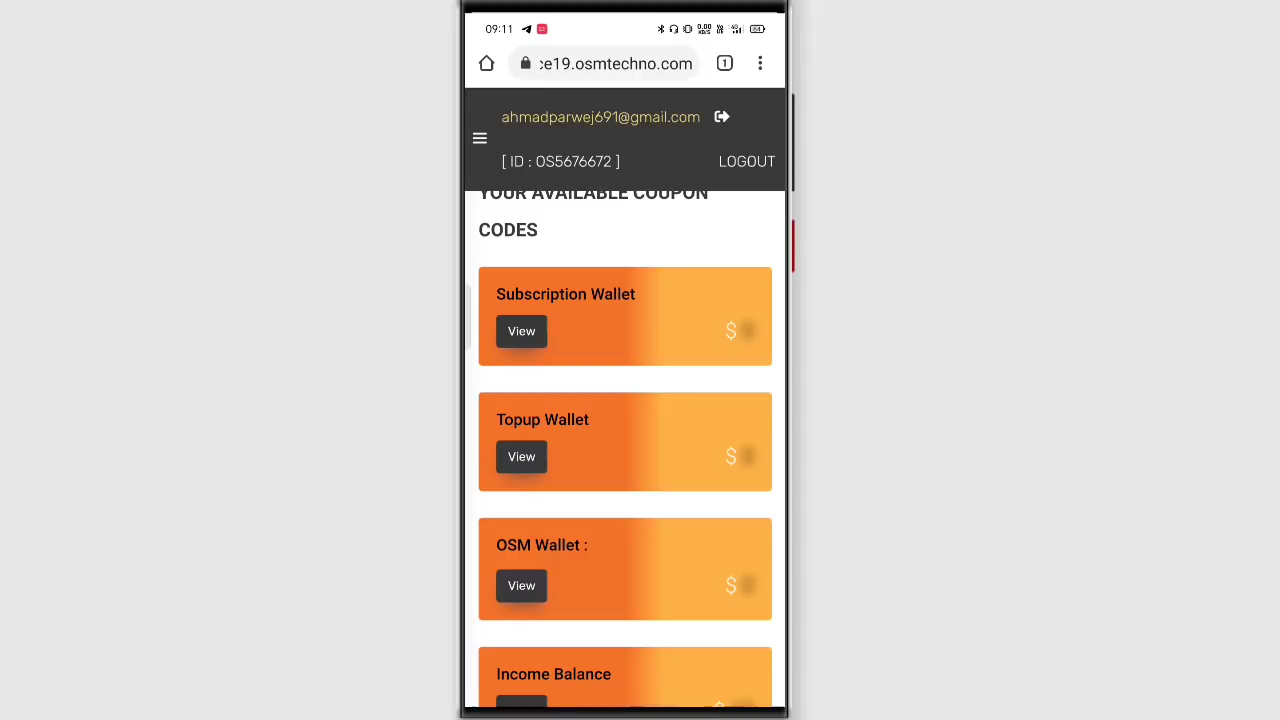 09:11
ce19.osmtechno.com 1
ahmadparwej691@gmail.com
[ ID : OS5676672 ] LOGOUT
YOUR AVAILABLE COUPON
CODES
Subscription Wallet
View $
Topup Wallet
View $
OSM Wallet :
View $
Income Balance
$